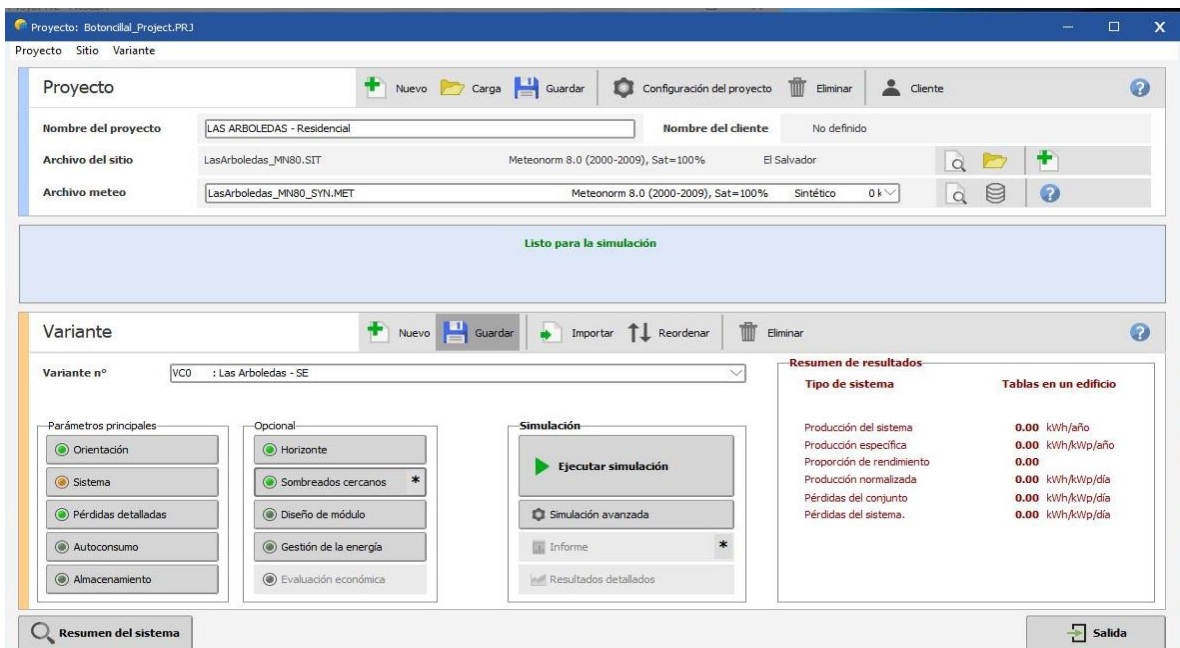 Proyecto: Botoncillal_Project.PRJ
Proyecto Sitio Variante
Proyecto Nuevo Carga Guardar Configuración del proyecto Eliminar Cliente
Nombre del proyecto LAS ARBOLEDAS - Residencial Nombre del cliente No definido
Archivo del sitio LasArboledas_MN80.SIT Meteonorm 8.0 (2000-2009), Sat=100% El Salvador
Archivo meteo LasArboledas_MN80_SYN.MET Meteonorm 8.0 (2000-2009), Sat=100% Sintético 0 k
Listo para la simulación
Variante Nuevo Guardar Importar Reordenar Eliminar
Variante n° VC0 : Las Arboledas - SE
Resumen de resultados
Tipo de sistema Tablas en un edificio
Producción del sistema 0.00 kWh/año
Producción específica 0.00 kWh/kWp/año
Proporción de rendimiento 0.00
Producción normalizada 0.00 kWh/kWp/día
Pérdidas del conjunto 0.00 kWh/kWp/día
Pérdidas del sistema. 0.00 kWh/kWp/día
Parámetros principales
Orientación
Sistema
Pérdidas detalladas
Autoconsumo
Almacenamiento
Opcional
Horizonte
Sombreados cercanos *
Diseño de módulo
Gestión de la energía
Evaluación económica
Simulación
Ejecutar simulación
Simulación avanzada
Informe *
Resultados detallados
Resumen del sistema Salida